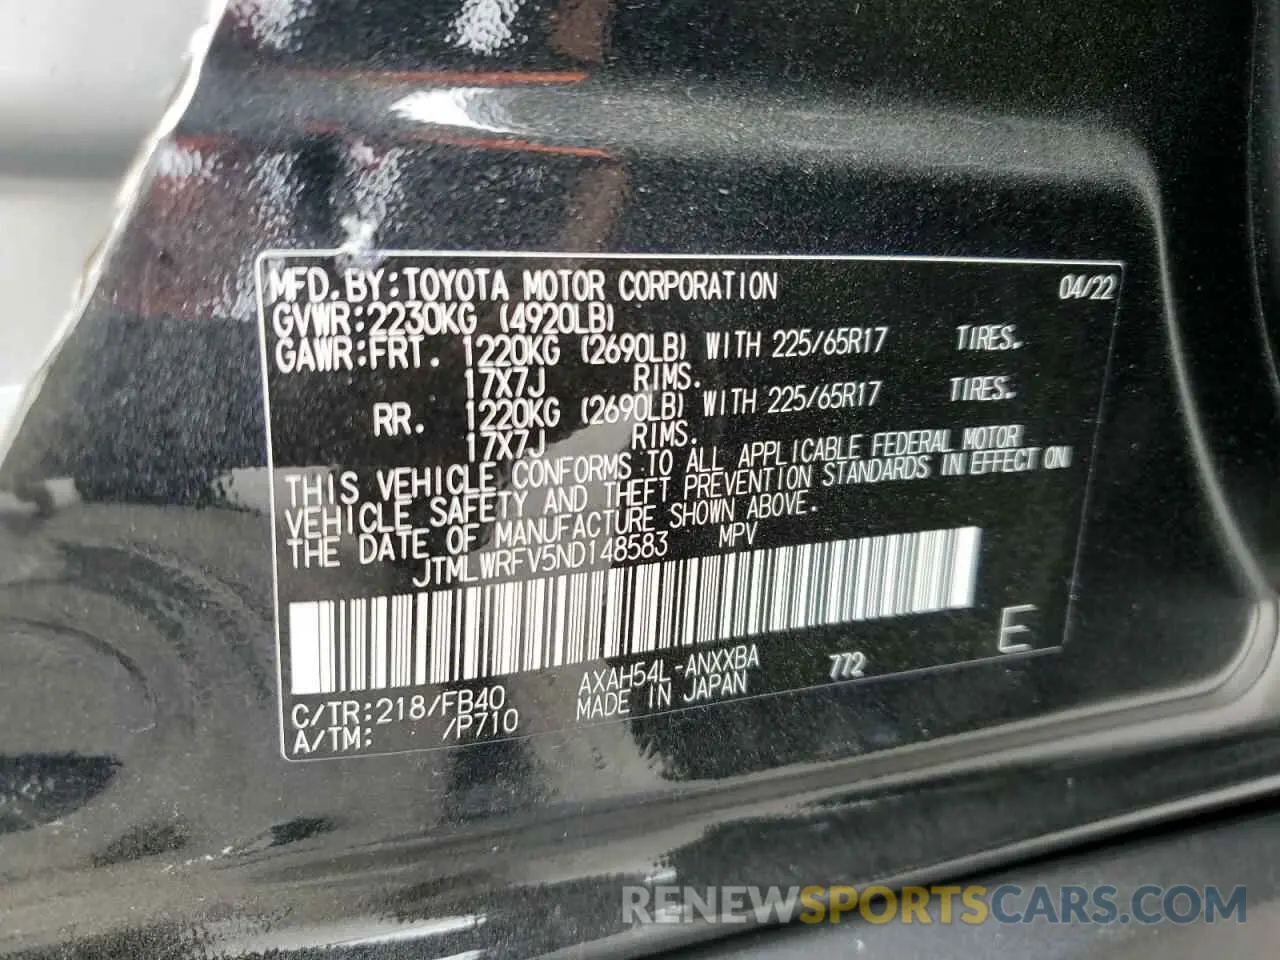 MFD. BY:TOYOTA MOTOR CORPORATION 04/22
GVWR:2230KG (4920LB)
GAWR:FRT. 1220KG (2690LB) WITH 225/65R17 TIRES.
17X7J RIMS.
RR. 1220KG (2690LB) WITH 225/65R17 TIRES.
17X7J RIMS.
THIS VEHICLE CONFORMS TO ALL APPLICABLE FEDERAL MOTOR
VEHICLE SAFETY AND THEFT PREVENTION STANDARDS IN EFFECT ON
THE DATE OF MANUFACTURE SHOWN ABOVE.
JTMLWRFV5ND148583 MPV
E
C/TR:218/FB40 AXAH54L-ANXXBA 772
A/TM: /P710 MADE IN JAPAN
RENEWSPORTSCARS.COM